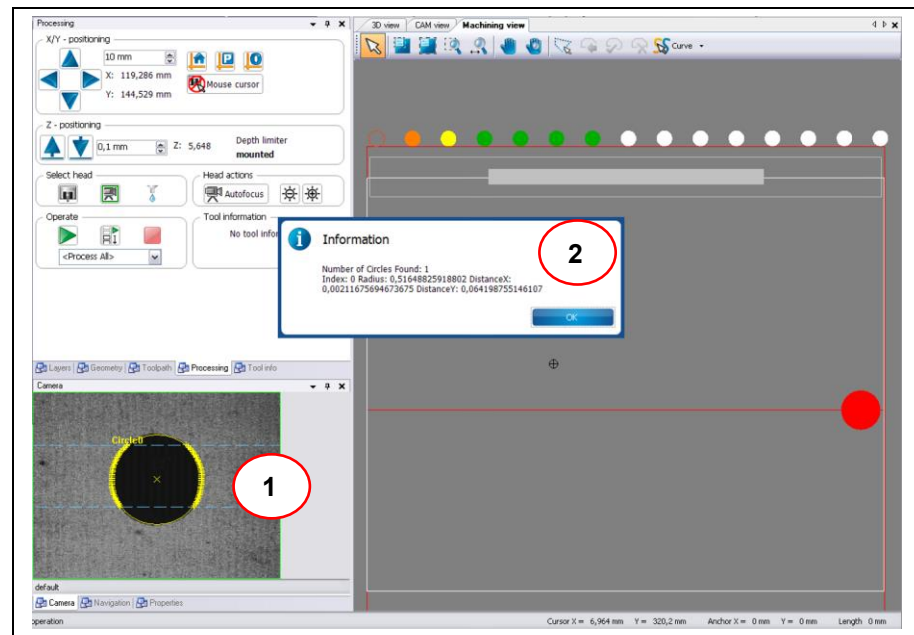 Processing
X/Y - positioning
10 mm
X: 119,286 mm
Y: 144,529 mm
Mouse cursor
Z - positioning
0,1 mm
Z: 5,648
Depth limiter
mounted
Select head
Head actions
Autofocus
Operate
1
<Process All>
Tool information
No tool infor
Layers
Geometry
Toolpath
Processing
Tool info
Camera
Circle0
1
default
Camera
Navigation
Properties
3D view
CAM view
Machining view
Curve
Information
Number of Circles Found: 1
Index: 0 Radius: 0,51648825918802 DistanceX:
0,00211675694673675 DistanceY: 0,064198755146107
OK
2
operation
Cursor X = 6,964 mm Y = 320,2 mm Anchor X = 0 mm Y = 0 mm Length 0 mm